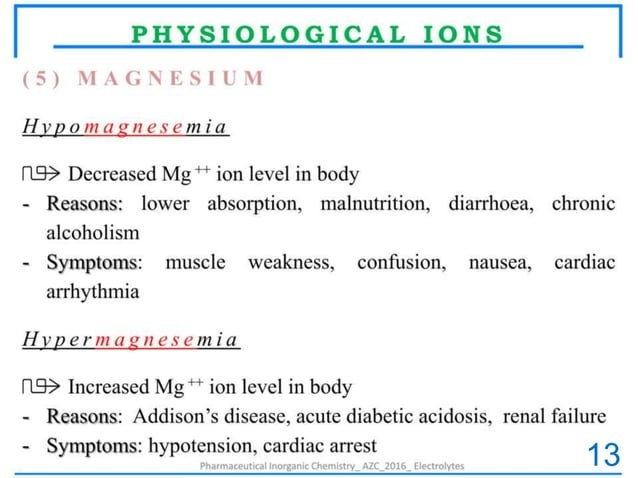 PHYSIOLOGICAL IONS
(5) MAGNESIUM
Hypomagnesemia
Decreased Mg⁺⁺ ion level in body
- Reasons: lower absorption, malnutrition, diarrhoea, chronic
alcoholism
- Symptoms: muscle weakness, confusion, nausea, cardiac
arrhythmia
Hypermagnesemia
Increased Mg⁺⁺ ion level in body
- Reasons: Addison's disease, acute diabetic acidosis, renal failure
- Symptoms: hypotension, cardiac arrest
Pharmaceutical Inorganic Chemistry_ AZC_2016_ Electrolytes
13